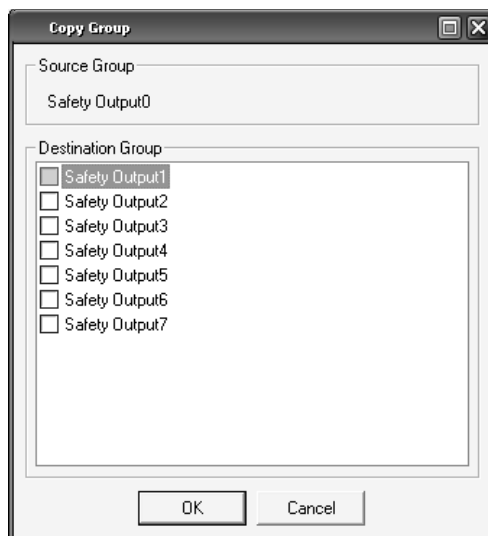 Copy Group
Source Group
Safety Output0
Destination Group
Safety Output1
Safety Output2
Safety Output3
Safety Output4
Safety Output5
Safety Output6
Safety Output7
OK Cancel